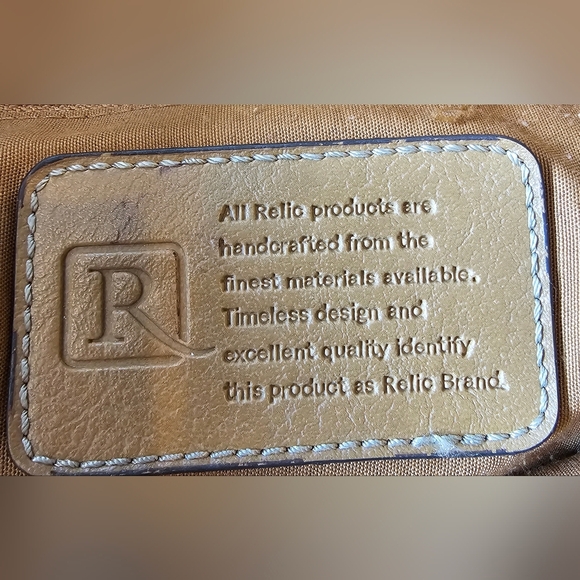 R
All Relic products are
handcrafted from the
finest materials available.
Timeless design and
excellent quality identify
this product as Relic Brand.